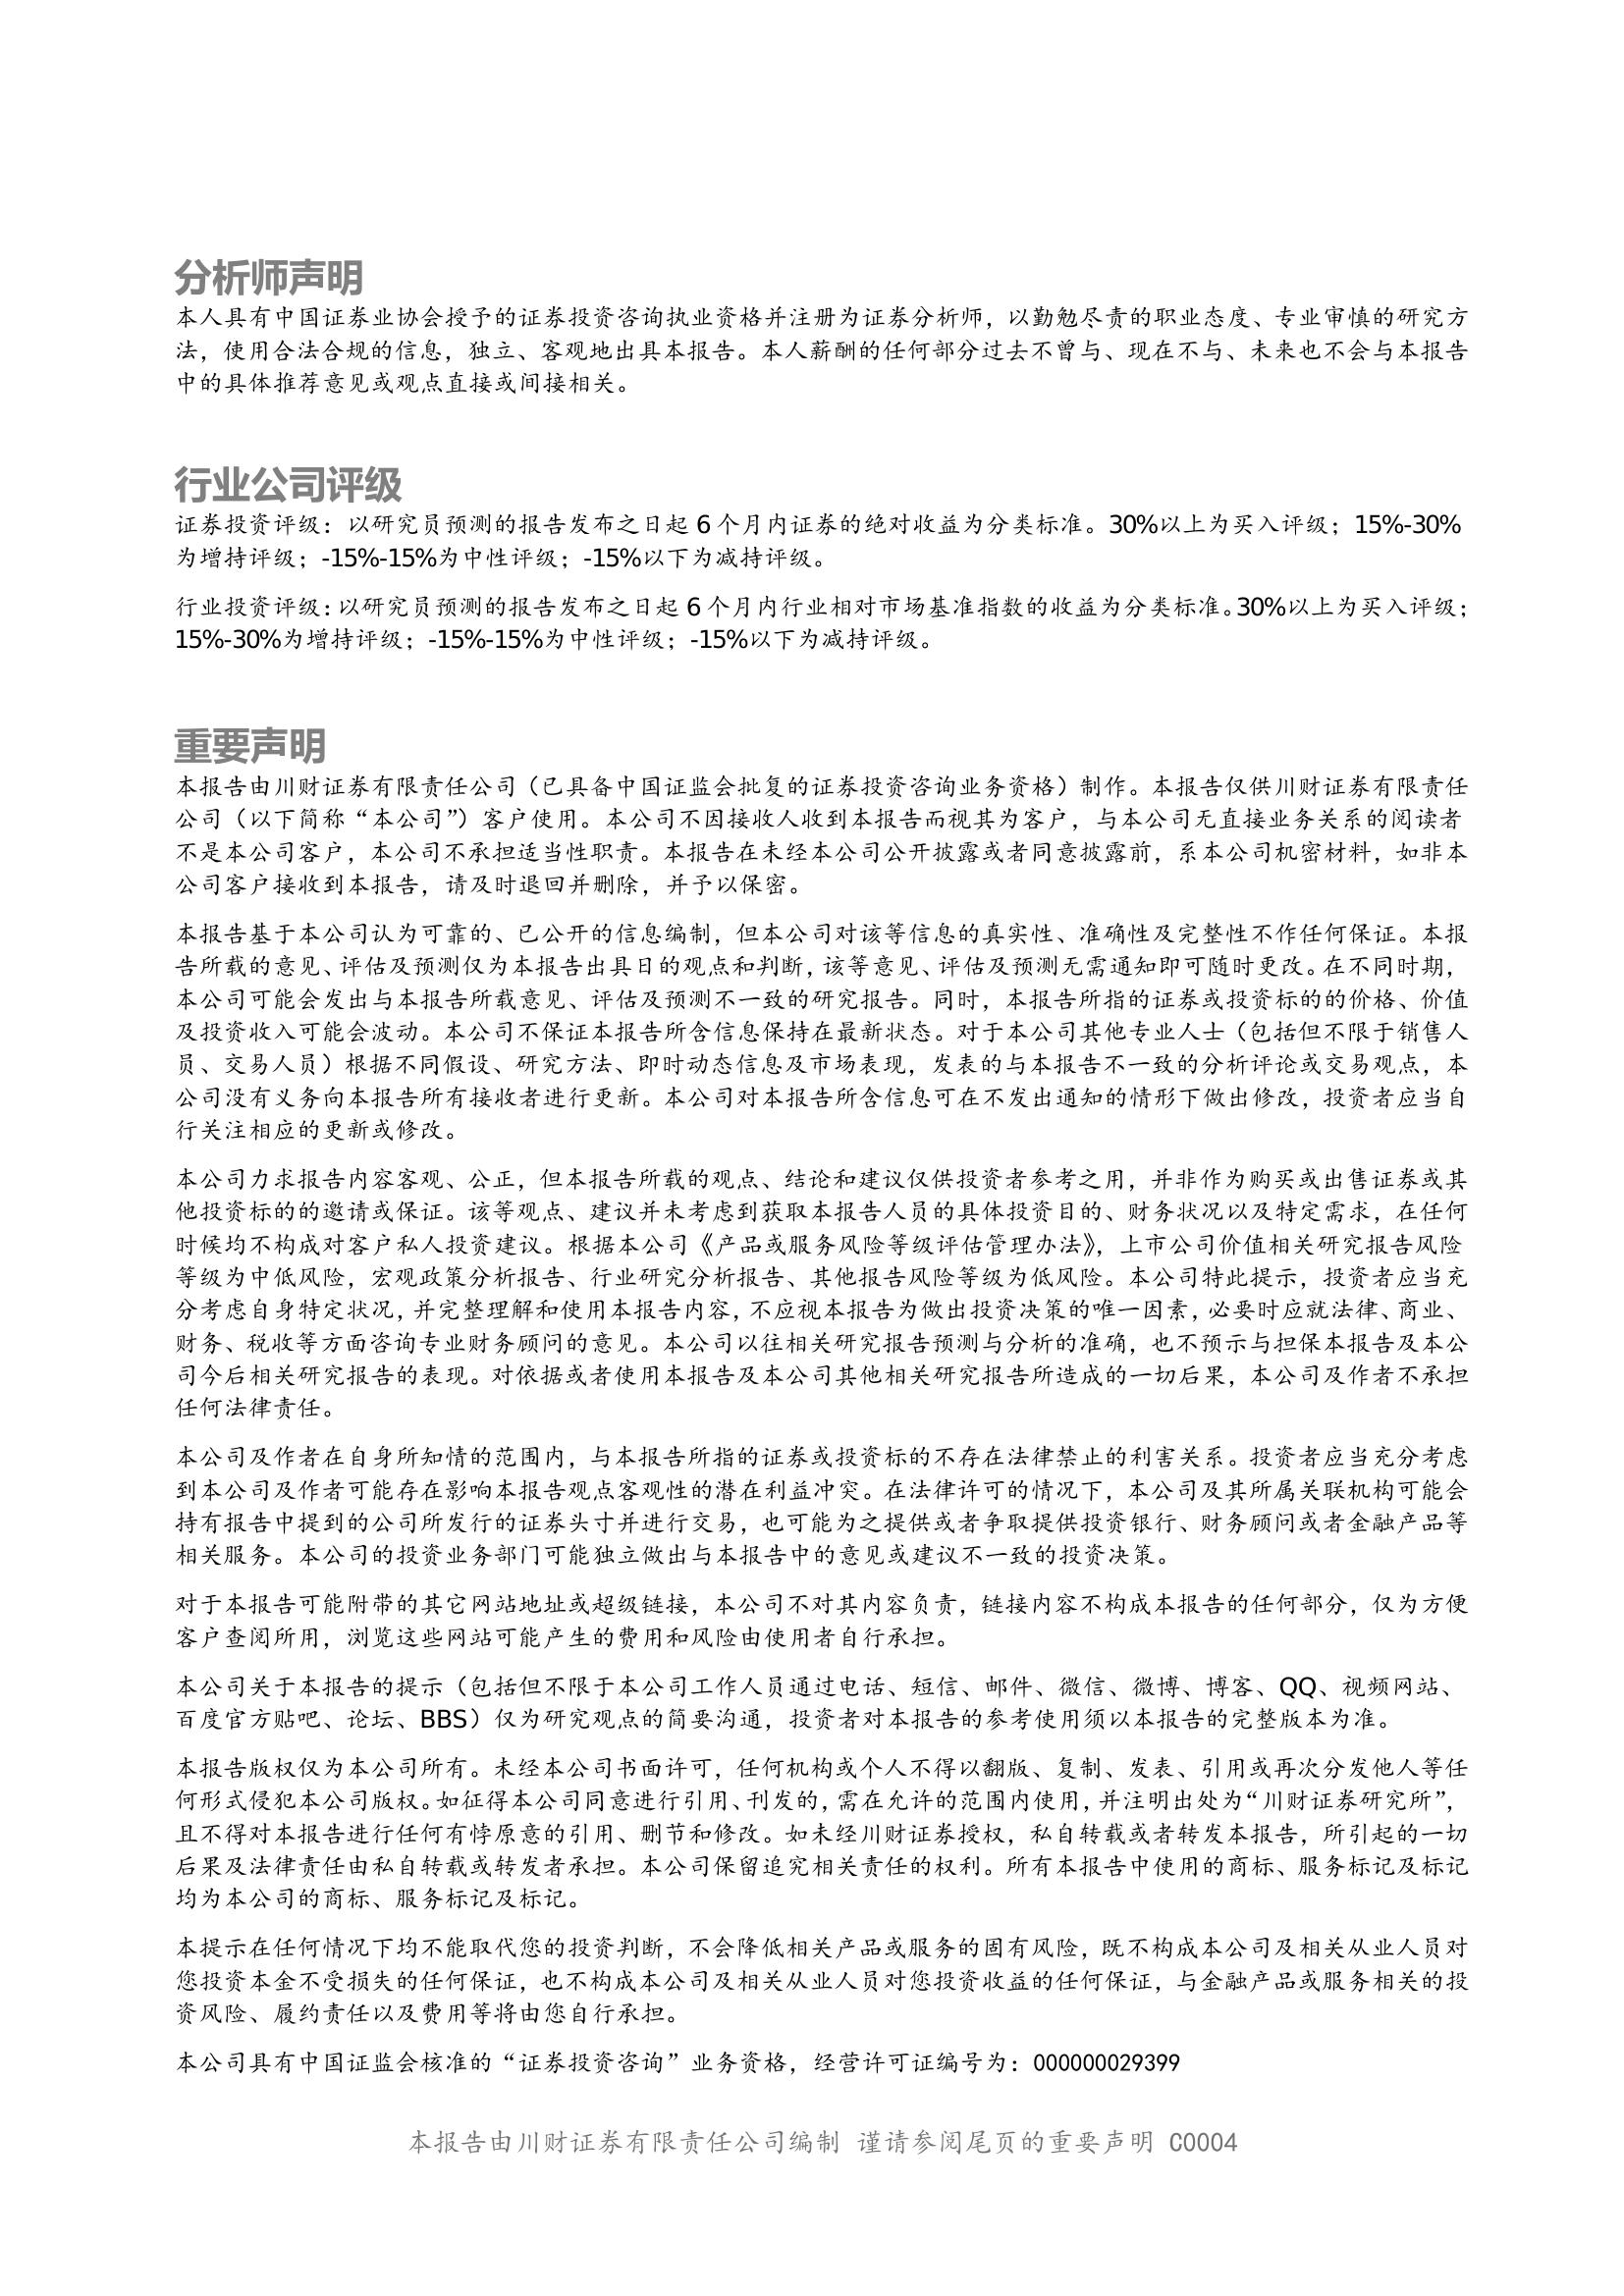 分析师声明
本人具有中国证券业协会授予的证券投资咨询执业资格并注册为证券分析师，以勤勉尽责的职业态度、专业审慎的研究方
法，使用合法合规的信息，独立、客观地出具本报告。本人薪酬的任何部分过去不曾与、现在不与、未来也不会与本报告
中的具体推荐意见或观点直接或间接相关。
行业公司评级
证券投资评级：以研究员预测的报告发布之日起 6 个月内证券的绝对收益为分类标准。30%以上为买入评级；15%-30%
为增持评级；-15%-15%为中性评级；-15%以下为减持评级。
行业投资评级：以研究员预测的报告发布之日起 6 个月内行业相对市场基准指数的收益为分类标准。30%以上为买入评级；
15%-30%为增持评级；-15%-15%为中性评级；-15%以下为减持评级。
重要声明
本报告由川财证券有限责任公司（已具备中国证监会批复的证券投资咨询业务资格）制作。本报告仅供川财证券有限责任
公司（以下简称“本公司”）客户使用。本公司不因接收人收到本报告而视其为客户，与本公司无直接业务关系的阅读者
不是本公司客户，本公司不承担适当性职责。本报告在未经本公司公开披露或者同意披露前，系本公司机密材料，如非本
公司客户接收到本报告，请及时退回并删除，并予以保密。
本报告基于本公司认为可靠的、已公开的信息编制，但本公司对该等信息的真实性、准确性及完整性不作任何保证。本报
告所载的意见、评估及预测仅为本报告出具日的观点和判断，该等意见、评估及预测无需通知即可随时更改。在不同时期，
本公司可能会发出与本报告所载意见、评估及预测不一致的研究报告。同时，本报告所指的证券或投资标的的价格、价值
及投资收入可能会波动。本公司不保证本报告所含信息保持在最新状态。对于本公司其他专业人士（包括但不限于销售人
员、交易人员）根据不同假设、研究方法、即时动态信息及市场表现，发表的与本报告不一致的分析评论或交易观点，本
公司没有义务向本报告所有接收者进行更新。本公司对本报告所含信息可在不发出通知的情形下做出修改，投资者应当自
行关注相应的更新或修改。
本公司力求报告内容客观、公正，但本报告所载的观点、结论和建议仅供投资者参考之用，并非作为购买或出售证券或其
他投资标的的邀请或保证。该等观点、建议并未考虑到获取本报告人员的具体投资目的、财务状况以及特定需求，在任何
时候均不构成对客户私人投资建议。根据本公司《产品或服务风险等级评估管理办法》，上市公司价值相关研究报告风险
等级为中低风险，宏观政策分析报告、行业研究分析报告、其他报告风险等级为低风险。本公司特此提示，投资者应当充
分考虑自身特定状况，并完整理解和使用本报告内容，不应视本报告为做出投资决策的唯一因素，必要时应就法律、商业、
财务、税收等方面咨询专业财务顾问的意见。本公司以往相关研究报告预测与分析的准确，也不预示与担保本报告及本公
司今后相关研究报告的表现。对依据或者使用本报告及本公司其他相关研究报告所造成的一切后果，本公司及作者不承担
任何法律责任。
本公司及作者在自身所知情的范围内，与本报告所指的证券或投资标的不存在法律禁止的利害关系。投资者应当充分考虑
到本公司及作者可能存在影响本报告观点客观性的潜在利益冲突。在法律许可的情况下，本公司及其所属关联机构可能会
持有报告中提到的公司所发行的证券头寸并进行交易，也可能为之提供或者争取提供投资银行、财务顾问或者金融产品等
相关服务。本公司的投资业务部门可能独立做出与本报告中的意见或建议不一致的投资决策。
对于本报告可能附带的其它网站地址或超级链接，本公司不对其内容负责，链接内容不构成本报告的任何部分，仅为方便
客户查阅所用，浏览这些网站可能产生的费用和风险由使用者自行承担。
本公司关于本报告的提示（包括但不限于本公司工作人员通过电话、短信、邮件、微信、微博、博客、QQ、视频网站、
百度官方贴吧、论坛、BBS）仅为研究观点的简要沟通，投资者对本报告的参考使用须以本报告的完整版本为准。
本报告版权仅为本公司所有。未经本公司书面许可，任何机构或个人不得以翻版、复制、发表、引用或再次分发他人等任
何形式侵犯本公司版权。如征得本公司同意进行引用、刊发的，需在允许的范围内使用，并注明出处为“川财证券研究所”，
且不得对本报告进行任何有悖原意的引用、删节和修改。如未经川财证券授权，私自转载或者转发本报告，所引起的一切
后果及法律责任由私自转载或转发者承担。本公司保留追究相关责任的权利。所有本报告中使用的商标、服务标记及标记
均为本公司的商标、服务标记及标记。
本提示在任何情况下均不能取代您的投资判断，不会降低相关产品或服务的固有风险，既不构成本公司及相关从业人员对
您投资本金不受损失的任何保证，也不构成本公司及相关从业人员对您投资收益的任何保证，与金融产品或服务相关的投
资风险、履约责任以及费用等将由您自行承担。
本公司具有中国证监会核准的“证券投资咨询”业务资格，经营许可证编号为：000000029399
本报告由川财证券有限责任公司编制 谨请参阅尾页的重要声明 C0004